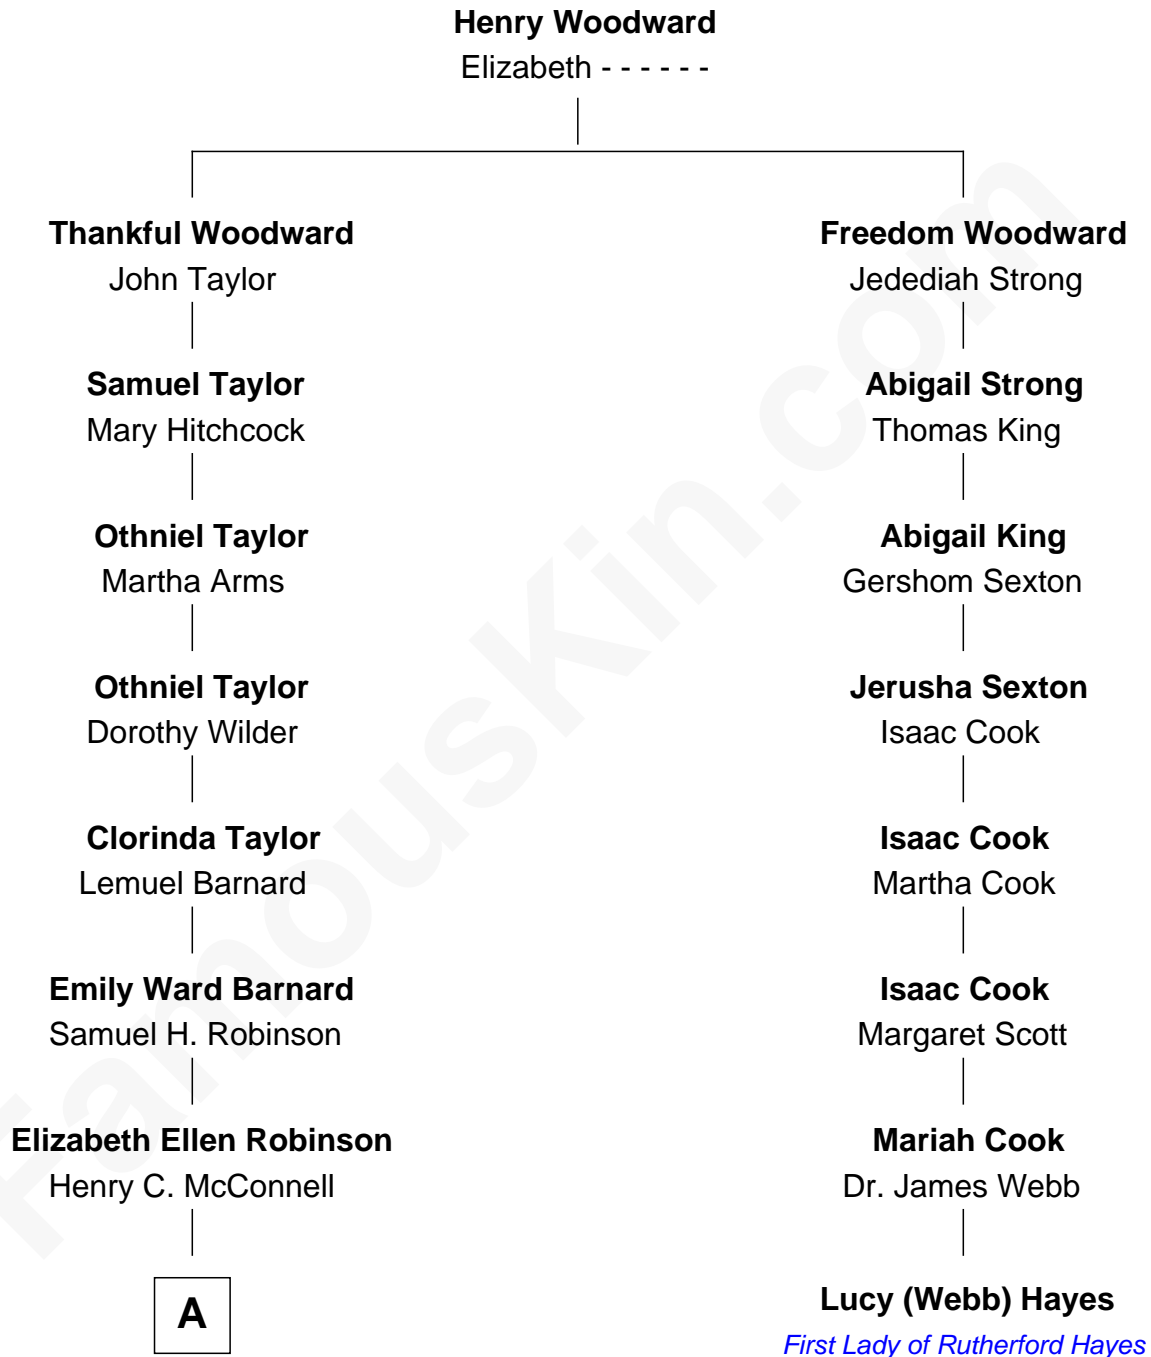 Henry Woodward
Elizabeth - - - - - -
Thankful Woodward
John Taylor
Freedom Woodward
Jedediah Strong
Samuel Taylor
Mary Hitchcock
Abigail Strong
Thomas King
Othniel Taylor
Martha Arms
Abigail King
Gershom Sexton
Othniel Taylor
Dorothy Wilder
Jerusha Sexton
Isaac Cook
Clorinda Taylor
Lemuel Barnard
Isaac Cook
Martha Cook
Emily Ward Barnard
Samuel H. Robinson
Isaac Cook
Margaret Scott
Elizabeth Ellen Robinson
Henry C. McConnell
Mariah Cook
Dr. James Webb
A
Lucy (Webb) Hayes
First Lady of Rutherford Hayes
FamousKin.com